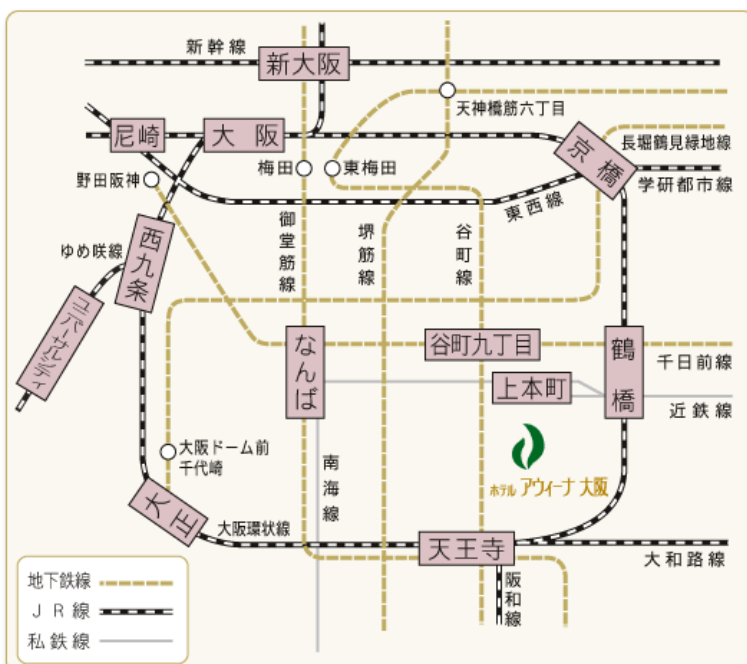 新幹線
新大阪
天神橋筋六丁目
尼崎
大阪
京橋
長堀鶴見緑地線
梅田
東梅田
野田阪神
学研都市線
東西線
御堂筋線
堺筋線
谷町線
西九条
ゆめ咲線
ユニバーサルシティ
なんば
谷町九丁目
鶴橋
千日前線
上本町
近鉄線
大阪ドーム前
千代崎
南海線
ホテル アウィーナ 大阪
大正
大阪環状線
天王寺
大和路線
阪和線
地下鉄線
JR線
私鉄線